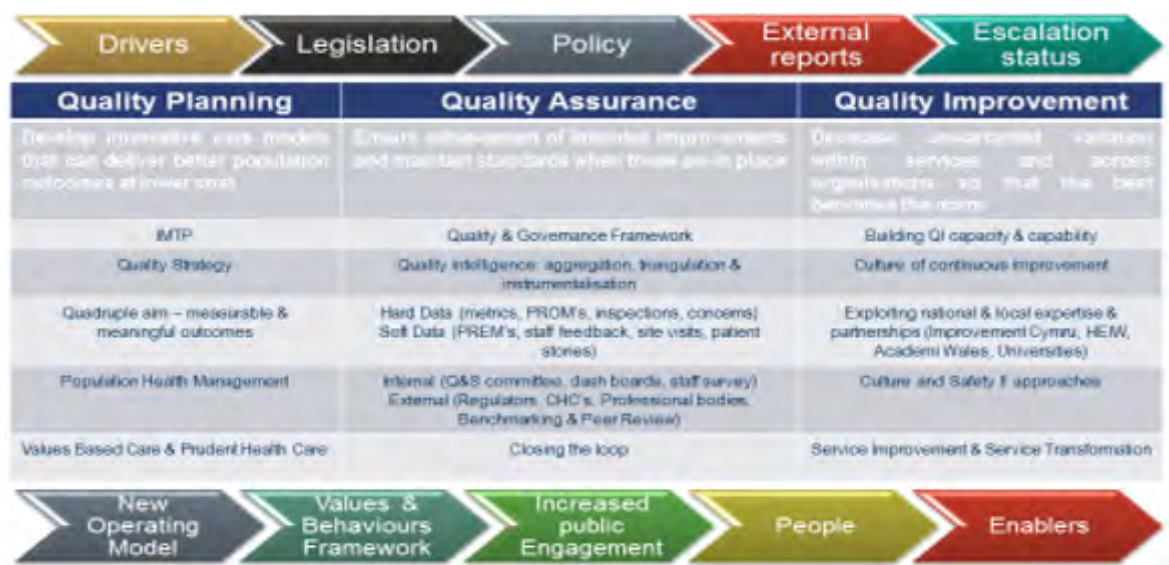 Drivers
Legislation
Policy
External
reports
Escalation
status
Quality Planning
Quality Assurance
Quality Improvement
Develop innovative care models
that can deliver better population
outcomes at lower cost
Ensure achievement of intended improvements
and maintain standards when these are in place
Decrease unwarranted variation
within services and across
organisations so that the best
becomes the norm
IMTP
Quality & Governance Framework
Building QI capacity & capability
Quality Strategy
Quality intelligence: aggregation, triangulation &
instrumentalisation
Culture of continuous improvement
Quadruple aim – measurable &
meaningful outcomes
Hard Data (metrics, PROM's, inspections, concerns)
Soft Data (PREM's, staff feedback, site visits, patient
stories)
Exploiting national & local expertise &
partnerships (Improvement Cymru, HEIW,
Academi Wales, Universities)
Population Health Management
Internal (Q&S committee, dash boards, staff survey)
External (Regulators, CHC's, Professional bodies,
Benchmarking & Peer Review)
Culture and Safety II approaches
Values Based Care & Prudent Health Care
Closing the loop
Service Improvement & Service Transformation
New
Operating
Model
Values &
Behaviours
Framework
Increased
public
Engagement
People
Enablers